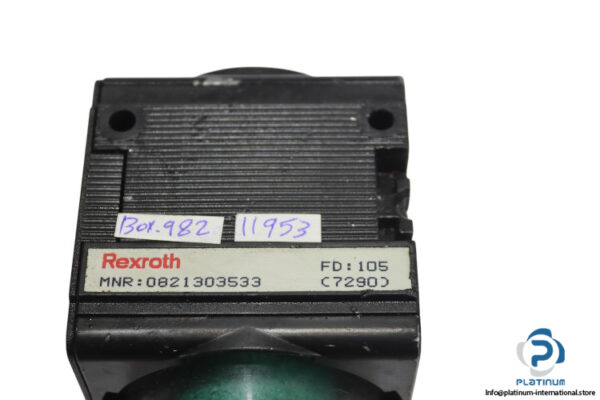 Box.982
11953
Rexroth
FD:105
MNR:0821303533
(7290)
PLATINUM
Info@platinum-international.store